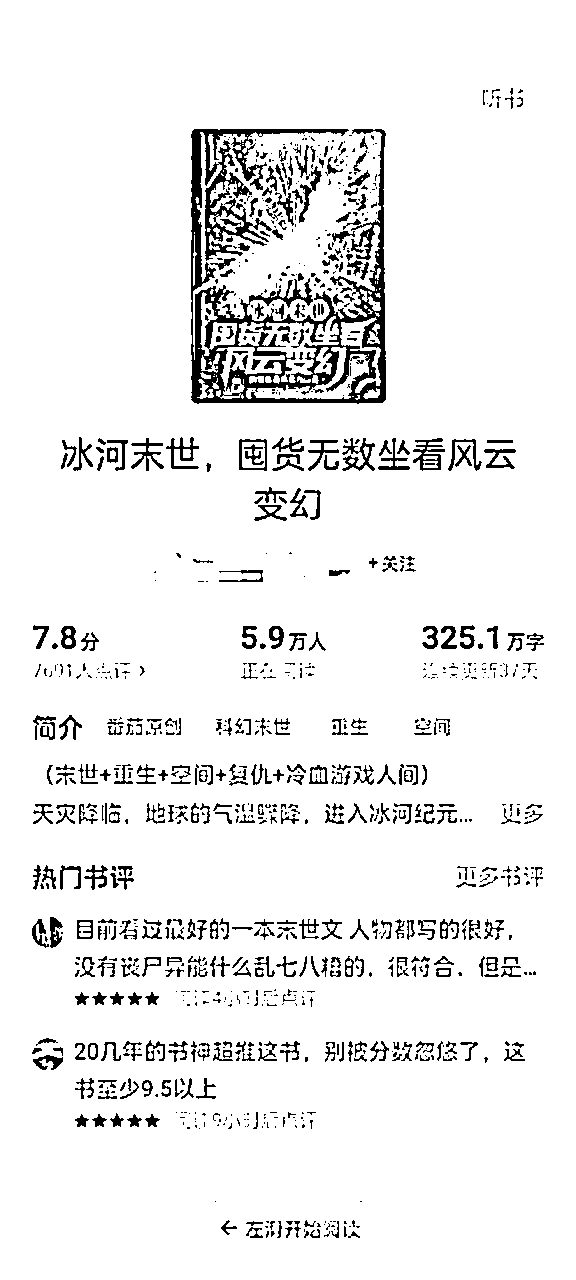 听书
冰河末世
囤货无数坐看
风云变幻
冰河末世，囤货无数坐看风云
变幻
+关注
7.8分 5.9万人 325.1万字
7691人点评 › 正在阅读 连续更新37天
简介 番茄原创 科幻末世 重生 空间
（末世+重生+空间+复仇+冷血游戏人间）
天灾降临，地球的气温骤降，进入冰河纪元... 更多
热门书评 更多书评
目前看过最好的一本末世文 人物都写的很好，
没有丧尸异能什么乱七八糟的，很符合，但是...
★★★★★ 阅读4小时后点评
20几年的书神超推这书，别被分数忽悠了，这
书至少9.5以上
★★★★★ 阅读9小时后点评
← 左滑开始阅读